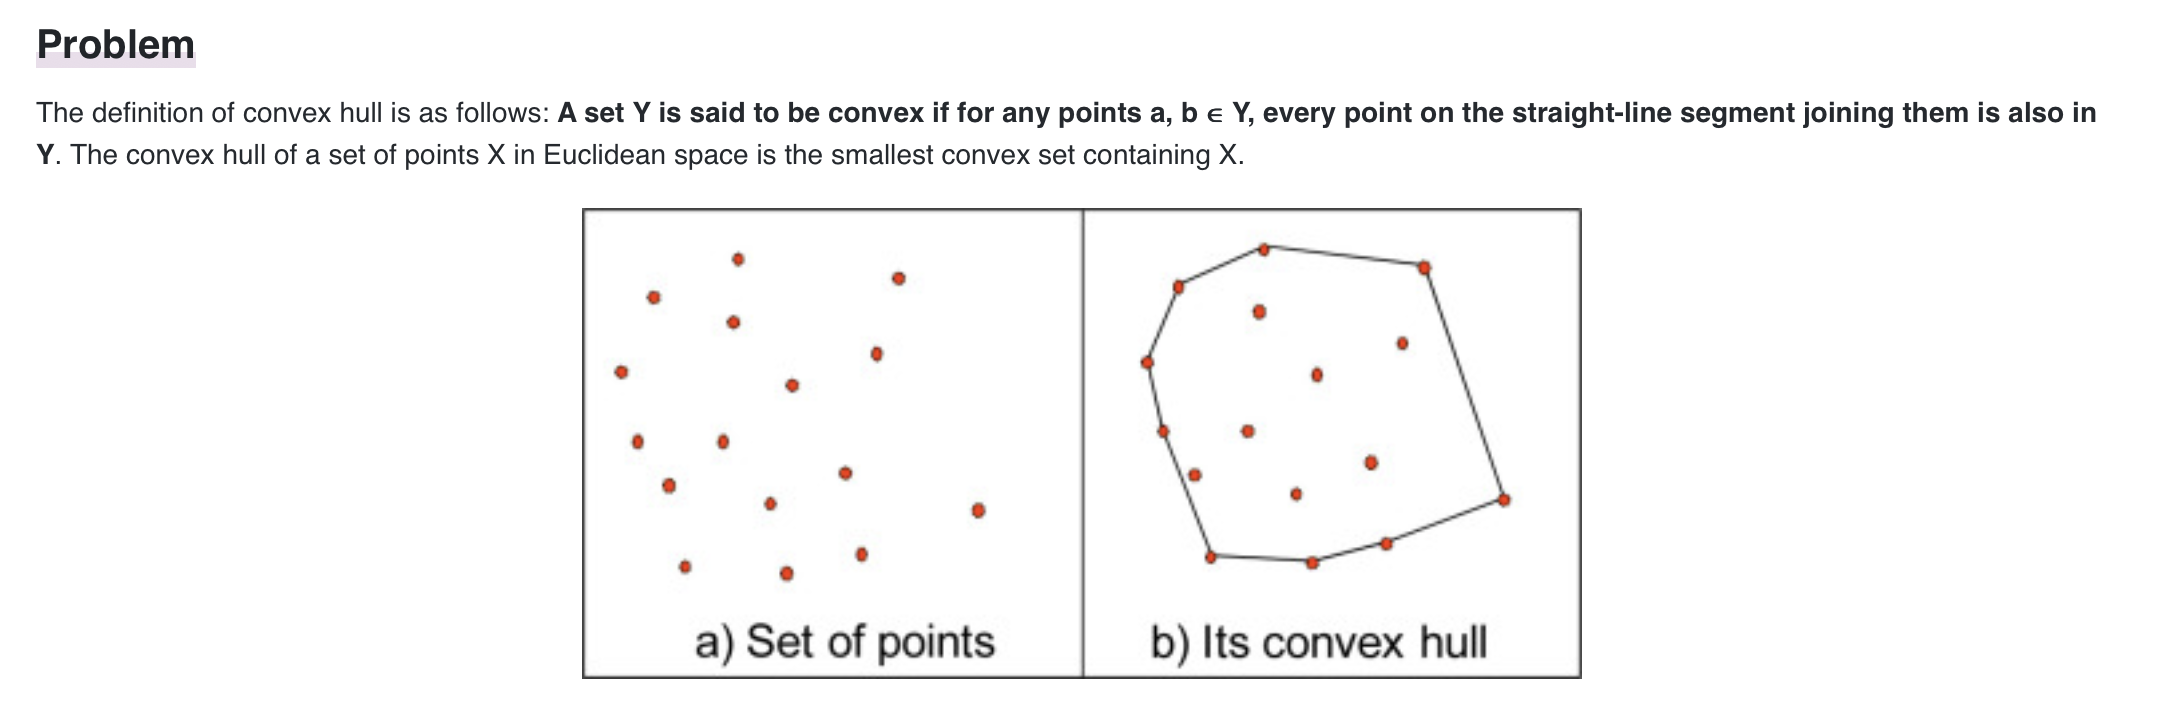 Problem
The definition of convex hull is as follows: A set Y is said to be convex if for any points a, b ∈ Y, every point on the straight-line segment joining them is also in
Y. The convex hull of a set of points X in Euclidean space is the smallest convex set containing X.
a) Set of points
b) Its convex hull